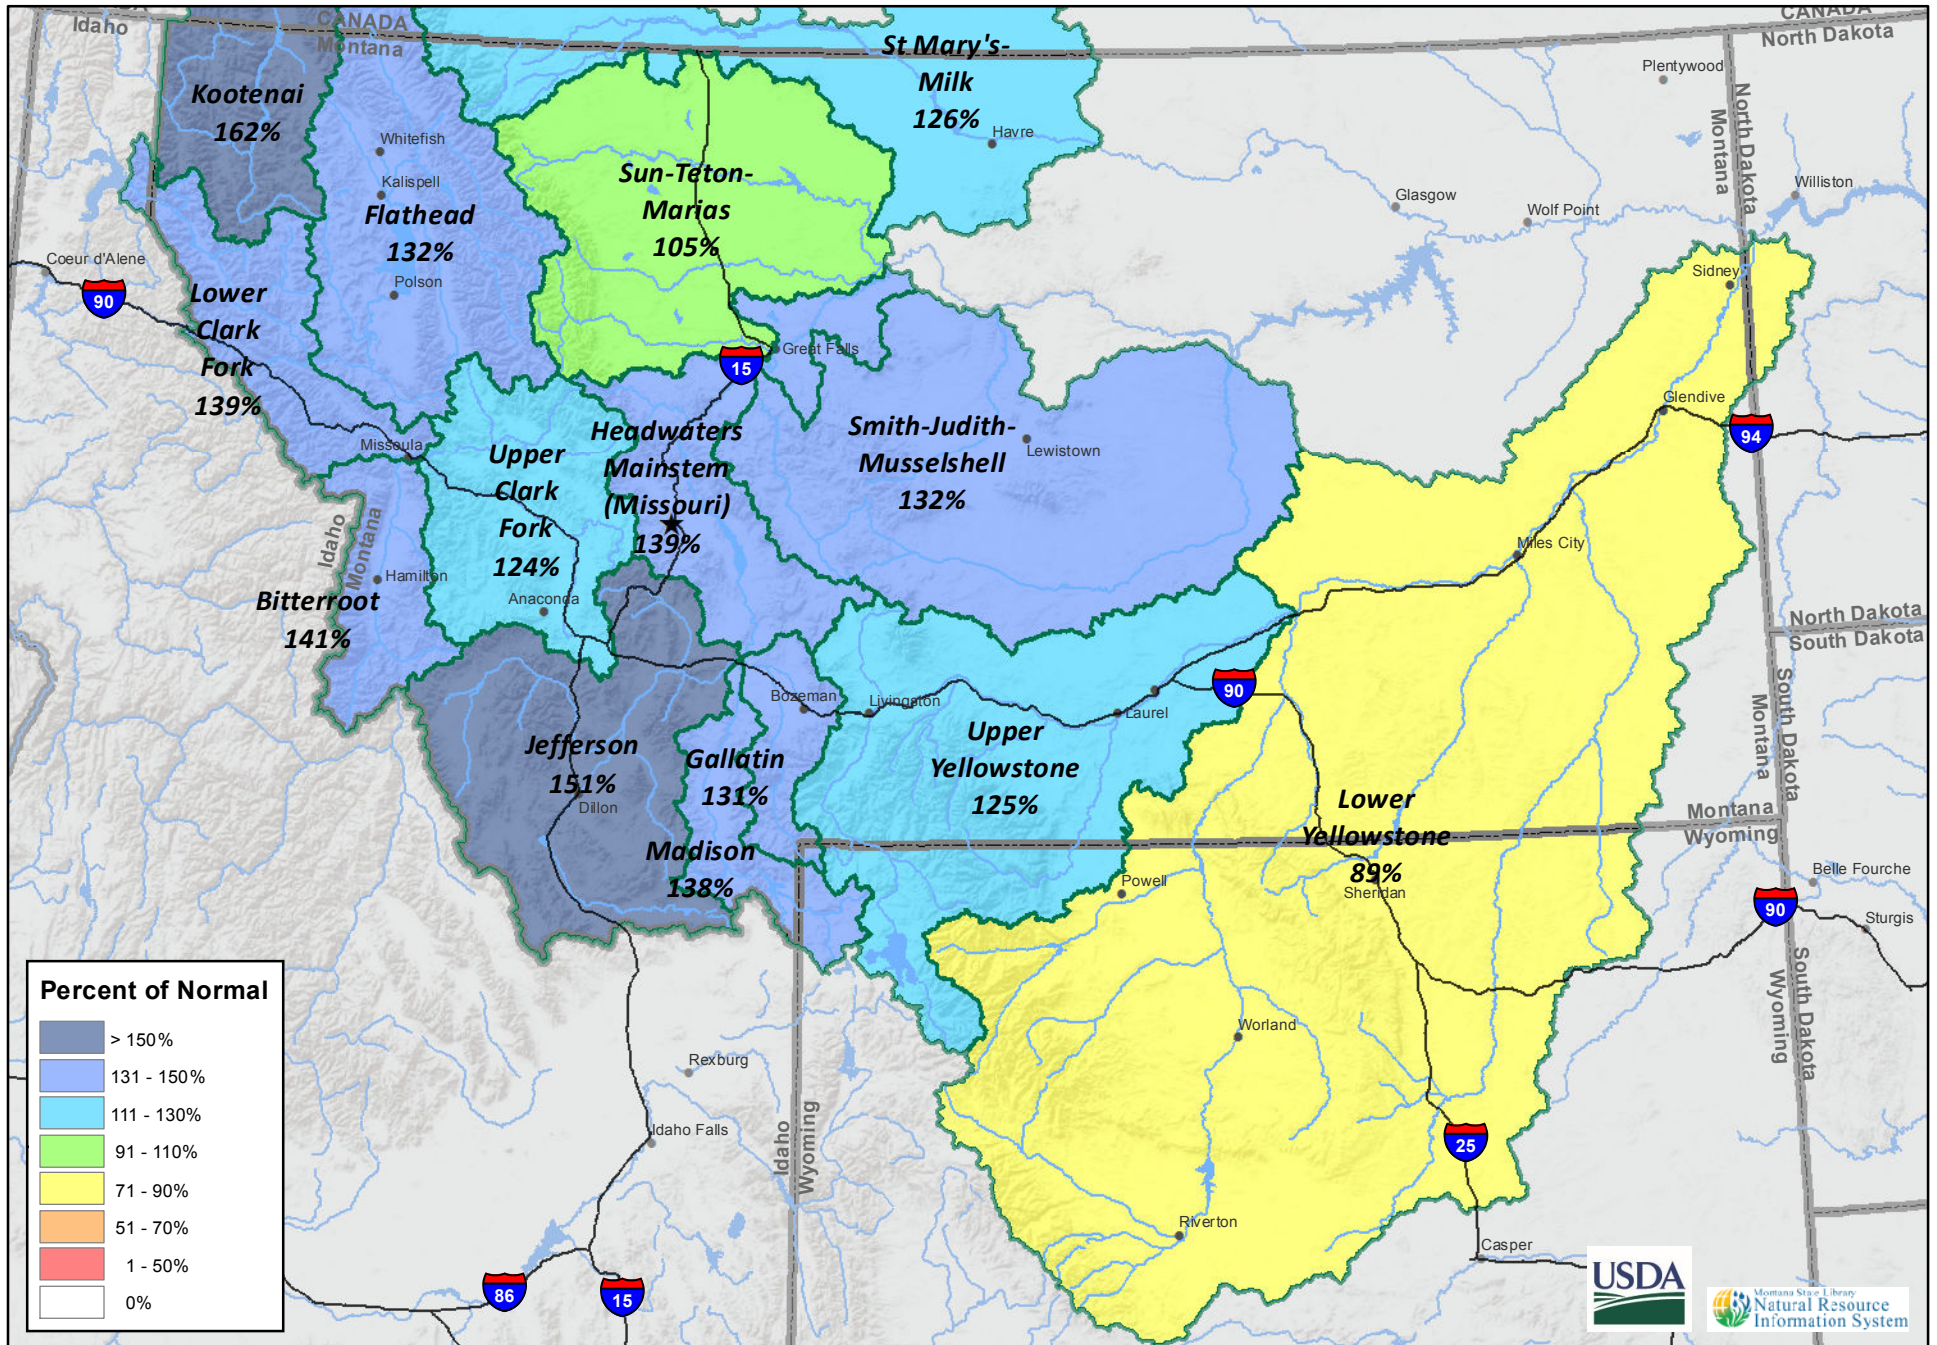 CANADA
Idaho
CANADA
Montana
CANADA
North Dakota
Kootenai
162%
Whitefish
Kalispell
Flathead
132%
Polson
St Mary's-
Milk
126%
Havre
Sun-Teton-
Marias
105%
Plentywood
North Dakota
Montana
Williston
Glasgow
Wolf Point
Sidney
Coeur d'Alene
90
Lower
Clark
Fork
139%
15
Great Falls
Glendive
94
Missoula
Upper
Clark
Fork
124%
Anaconda
Headwaters
Mainstem
(Missouri)
139%
Smith-Judith-
Musselshell
132%
Lewistown
Miles City
Idaho
Montana
Hamilton
Bitterroot
141%
North Dakota
South Dakota
South Dakota
Montana
Bozeman
Livingston
Laurel
90
Jefferson
151%
Dillon
Gallatin
131%
Madison
138%
Upper
Yellowstone
125%
Lower
Yellowstone
89%
Sheridan
Powell
Montana
Wyoming
Belle Fourche
90
Sturgis
South Dakota
Wyoming
Worland
Rexburg
Idaho Falls
Idaho
Wyoming
25
Riverton
Casper
86
15
Percent of Normal
> 150%
131 - 150%
111 - 130%
91 - 110%
71 - 90%
51 - 70%
1 - 50%
0%
USDA
Montana State Library
Natural Resource
Information System